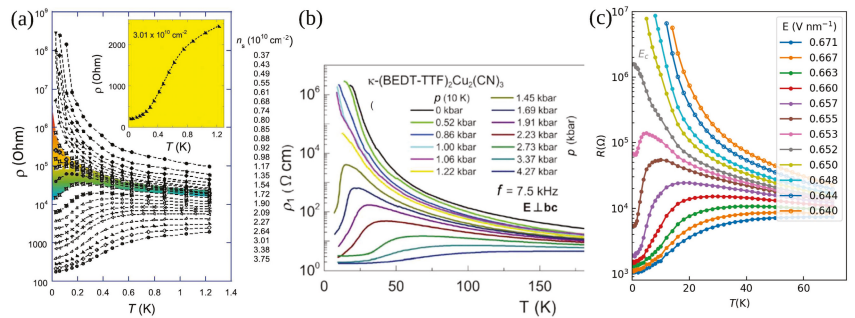 (a)
10⁹
10⁸
10⁷
10⁶
10⁵
10⁴
1000
100
ρ (Ohm)
0
0.2
0.4
0.6
0.8
1
1.2
1.4
T (K)
3.01 x 10¹⁰ cm⁻²
2000
1000
0
ρ (Ohm)
0.0
0.4
0.8
1.2
T (K)
nₛ (10¹⁰ cm⁻²)
0.37
0.43
0.49
0.55
0.61
0.68
0.74
0.80
0.85
0.88
0.98
1.17
1.35
1.54
1.72
1.90
2.09
2.27
2.64
3.01
3.38
3.75
(b)
κ-(BEDT-TTF)₂Cu₂(CN)₃
(
p (10 K)
0 kbar
0.52 kbar
0.86 kbar
1.00 kbar
1.06 kbar
1.22 kbar
1.45 kbar
1.69 kbar
1.91 kbar
2.23 kbar
2.73 kbar
3.37 kbar
4.27 kbar
f = 7.5 kHz
E⊥bc
ρ₁ (Ω cm)
10⁶
10⁴
10²
10⁰
0
50
100
150
T (K)
p (kbar)
(c)
10⁷
10⁶
10⁵
10⁴
10³
R(Ω)
E_c
0
20
40
60
T(K)
E (V nm⁻¹)
0.671
0.667
0.663
0.660
0.657
0.655
0.653
0.652
0.650
0.648
0.644
0.640